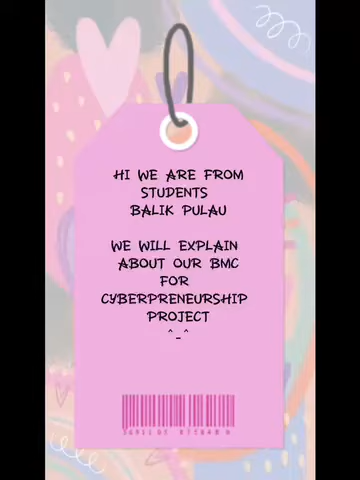 HI WE ARE FROM
STUDENTS
BALIK PULAU
WE WILL EXPLAIN
ABOUT OUR BMC
FOR
CYBERPRENEURSHIP
PROJECT
^_^